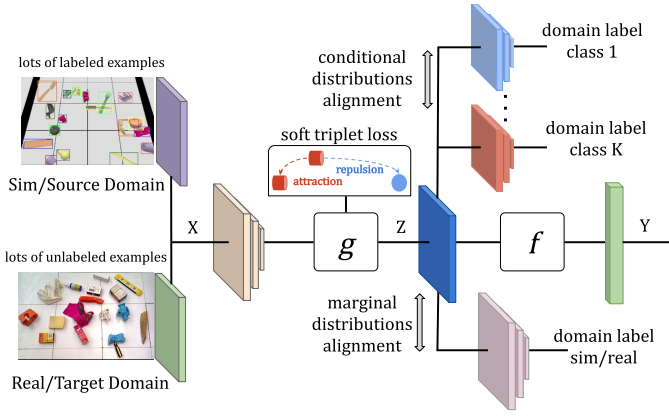 lots of labeled examples
Sim/Source Domain
lots of unlabeled examples
Real/Target Domain
X
soft triplet loss
repulsion
attraction
g
Z
conditional
distributions
alignment
marginal
distributions
alignment
domain label
class 1
domain label
class K
f
Y
domain label
sim/real